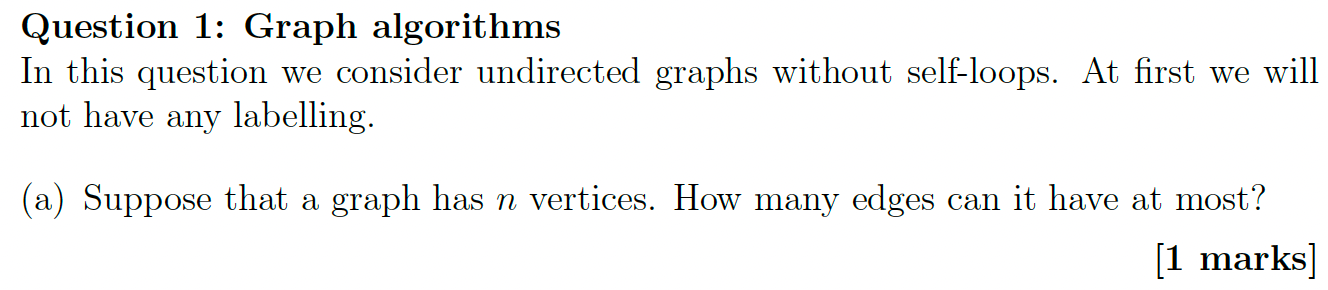 Question 1: Graph algorithms
In this question we consider undirected graphs without self-loops. At first we will
not have any labelling.
(a) Suppose that a graph has n vertices. How many edges can it have at most?
[1 marks]